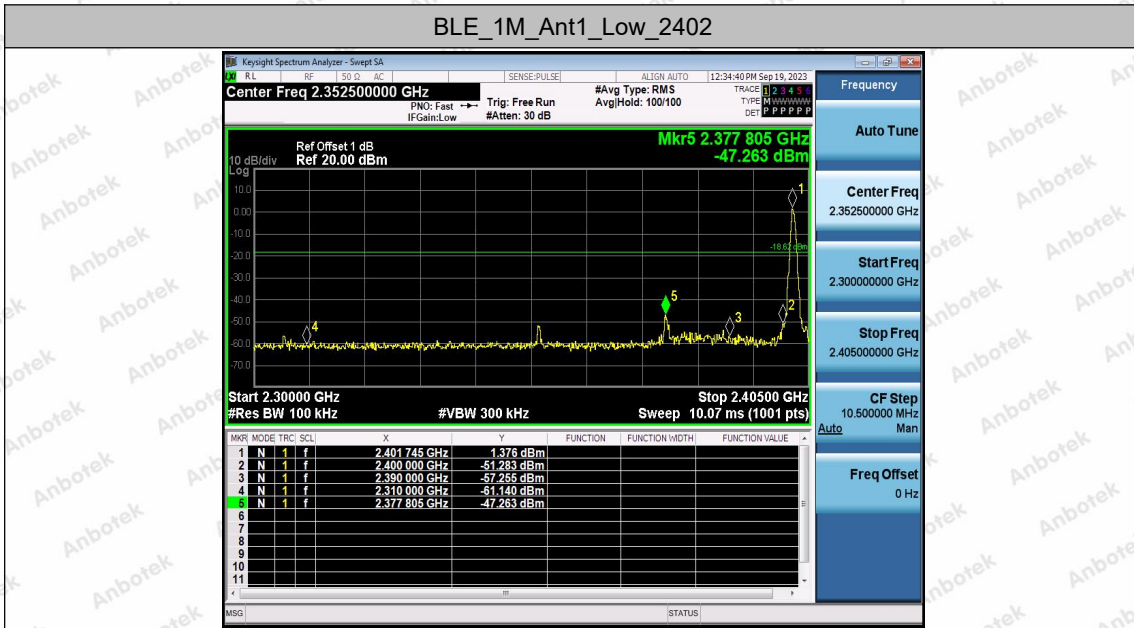 BLE_1M_Ant1_Low_2402
Keysight Spectrum Analyzer - Swept SA
LXI RL RF 50 Ω AC SENSE:PULSE ALIGN AUTO 12:34:40 PM Sep 19, 2023
Center Freq 2.352500000 GHz
PNO: Fast
IFGain:Low
Trig: Free Run
#Atten: 30 dB
#Avg Type: RMS
Avg|Hold: 100/100
TRACE 1 2 3 4 5 6
TYPE M WWWWW
DET P P P P P P
Ref Offset 1 dB
10 dB/div Ref 20.00 dBm
Log
Mkr5 2.377 805 GHz
-47.263 dBm
10.0
0.00
-10.0
-20.0
-30.0
-40.0
-50.0
-60.0
-70.0
-18.62 dBm
1
2
3
4
5
Start 2.30000 GHz Stop 2.40500 GHz
#Res BW 100 kHz #VBW 300 kHz Sweep 10.07 ms (1001 pts)
MKR MODE TRC SCL X Y FUNCTION FUNCTION WIDTH FUNCTION VALUE
1 N 1 f 2.401 745 GHz 1.376 dBm
2 N 1 f 2.400 000 GHz -51.283 dBm
3 N 1 f 2.390 000 GHz -57.255 dBm
4 N 1 f 2.310 000 GHz -61.140 dBm
5 N 1 f 2.377 805 GHz -47.263 dBm
6
7
8
9
10
11
MSG STATUS
Frequency
Auto Tune
Center Freq
2.352500000 GHz
Start Freq
2.300000000 GHz
Stop Freq
2.405000000 GHz
CF Step
10.500000 MHz
Auto Man
Freq Offset
0 Hz
Anbotek